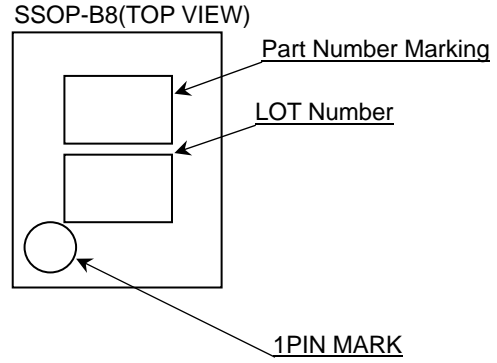 SSOP-B8(TOP VIEW)
Part Number Marking
LOT Number
1PIN MARK